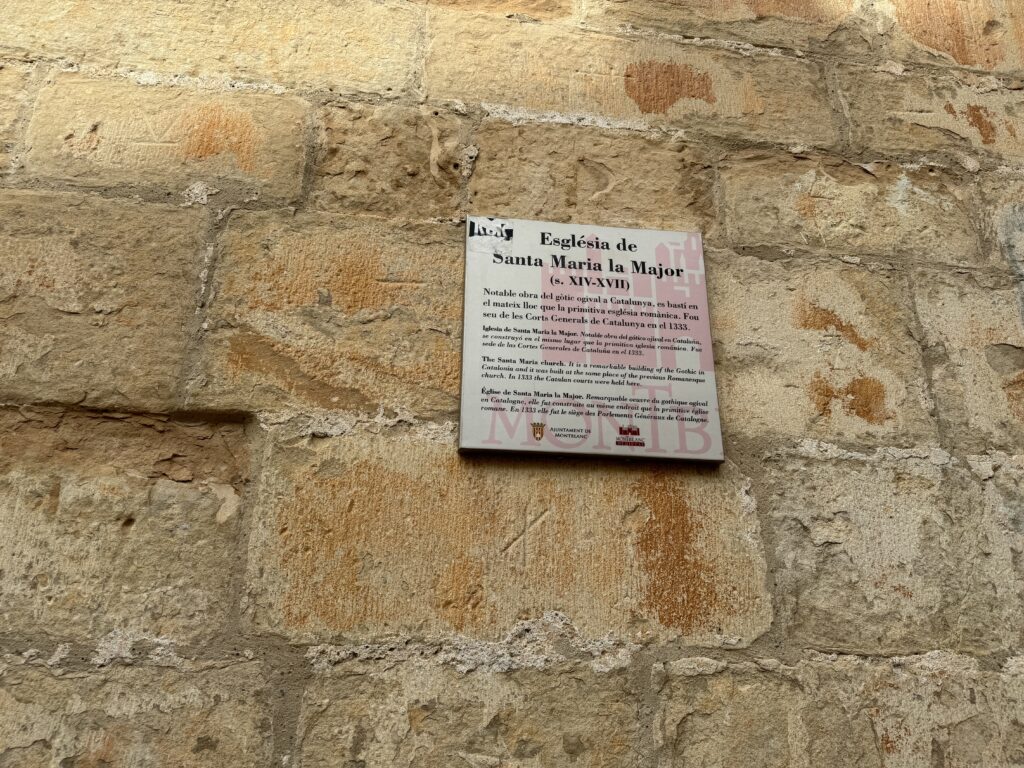 Església de
Santa Maria la Major
(s. XIV-XVII)
Notable obra del gòtic ogival a Catalunya, es bastí en
el mateix lloc que la primitiva església romànica. Fou
seu de les Corts Generals de Catalunya en el 1333.
Iglesia de Santa María la Major. Notable obra del gótico ojival en Cataluña,
se construyó en el mismo lugar que la primitiva iglesia románica. Fue
sede de las Cortes Generales de Cataluña en el 1333.
The Santa Maria church. It is a remarkable building of the Gothic in
Catalonia and it was built at the same place of the previous Romanesque
church. In 1333 the Catalan courts were held here.
Église de Santa Maria la Major. Remarquable oeuvre du gothique ogival
en Catalogne, elle fut construite au même endroit que la primitive église
romane. En 1333 elle fut le siège des Parlements Généraux de Catalogne.
AJUNTAMENT DE
MONTBLANC
MONTBLANC
MEDIEVAL
MONTB